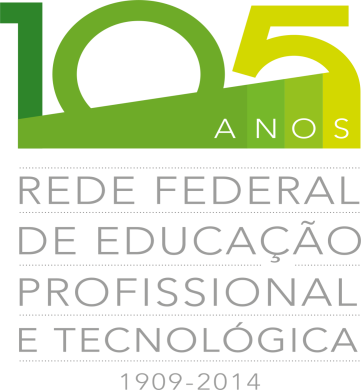 105
ANOS
REDE FEDERAL
DE EDUCAÇÃO
PROFISSIONAL
E TECNOLÓGICA
1909-2014